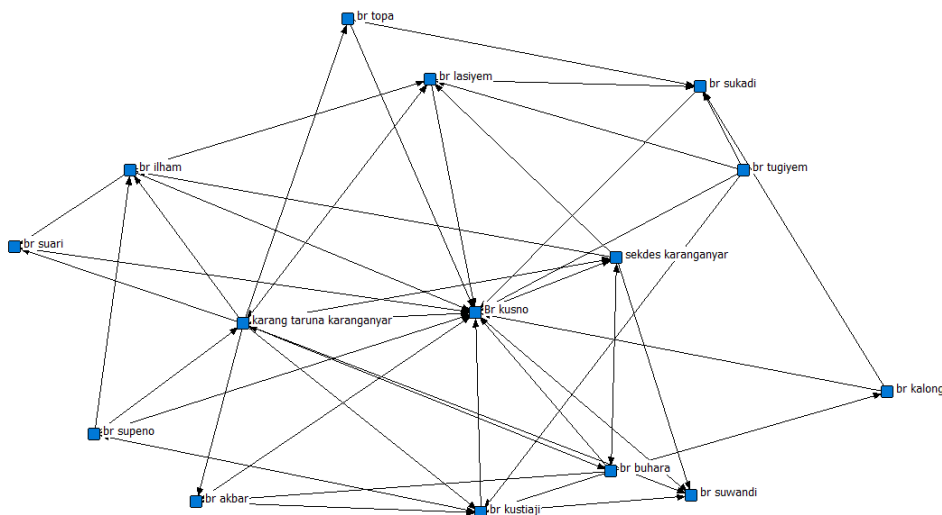 br topa
br lasiyem
br sukadi
br ilham
br tugiyem
br suari
sekdes karanganyar
Br kusno
karang taruna karanganyar
br kalong
br supeno
br buhara
br akbar
br suwandi
br kustiaji